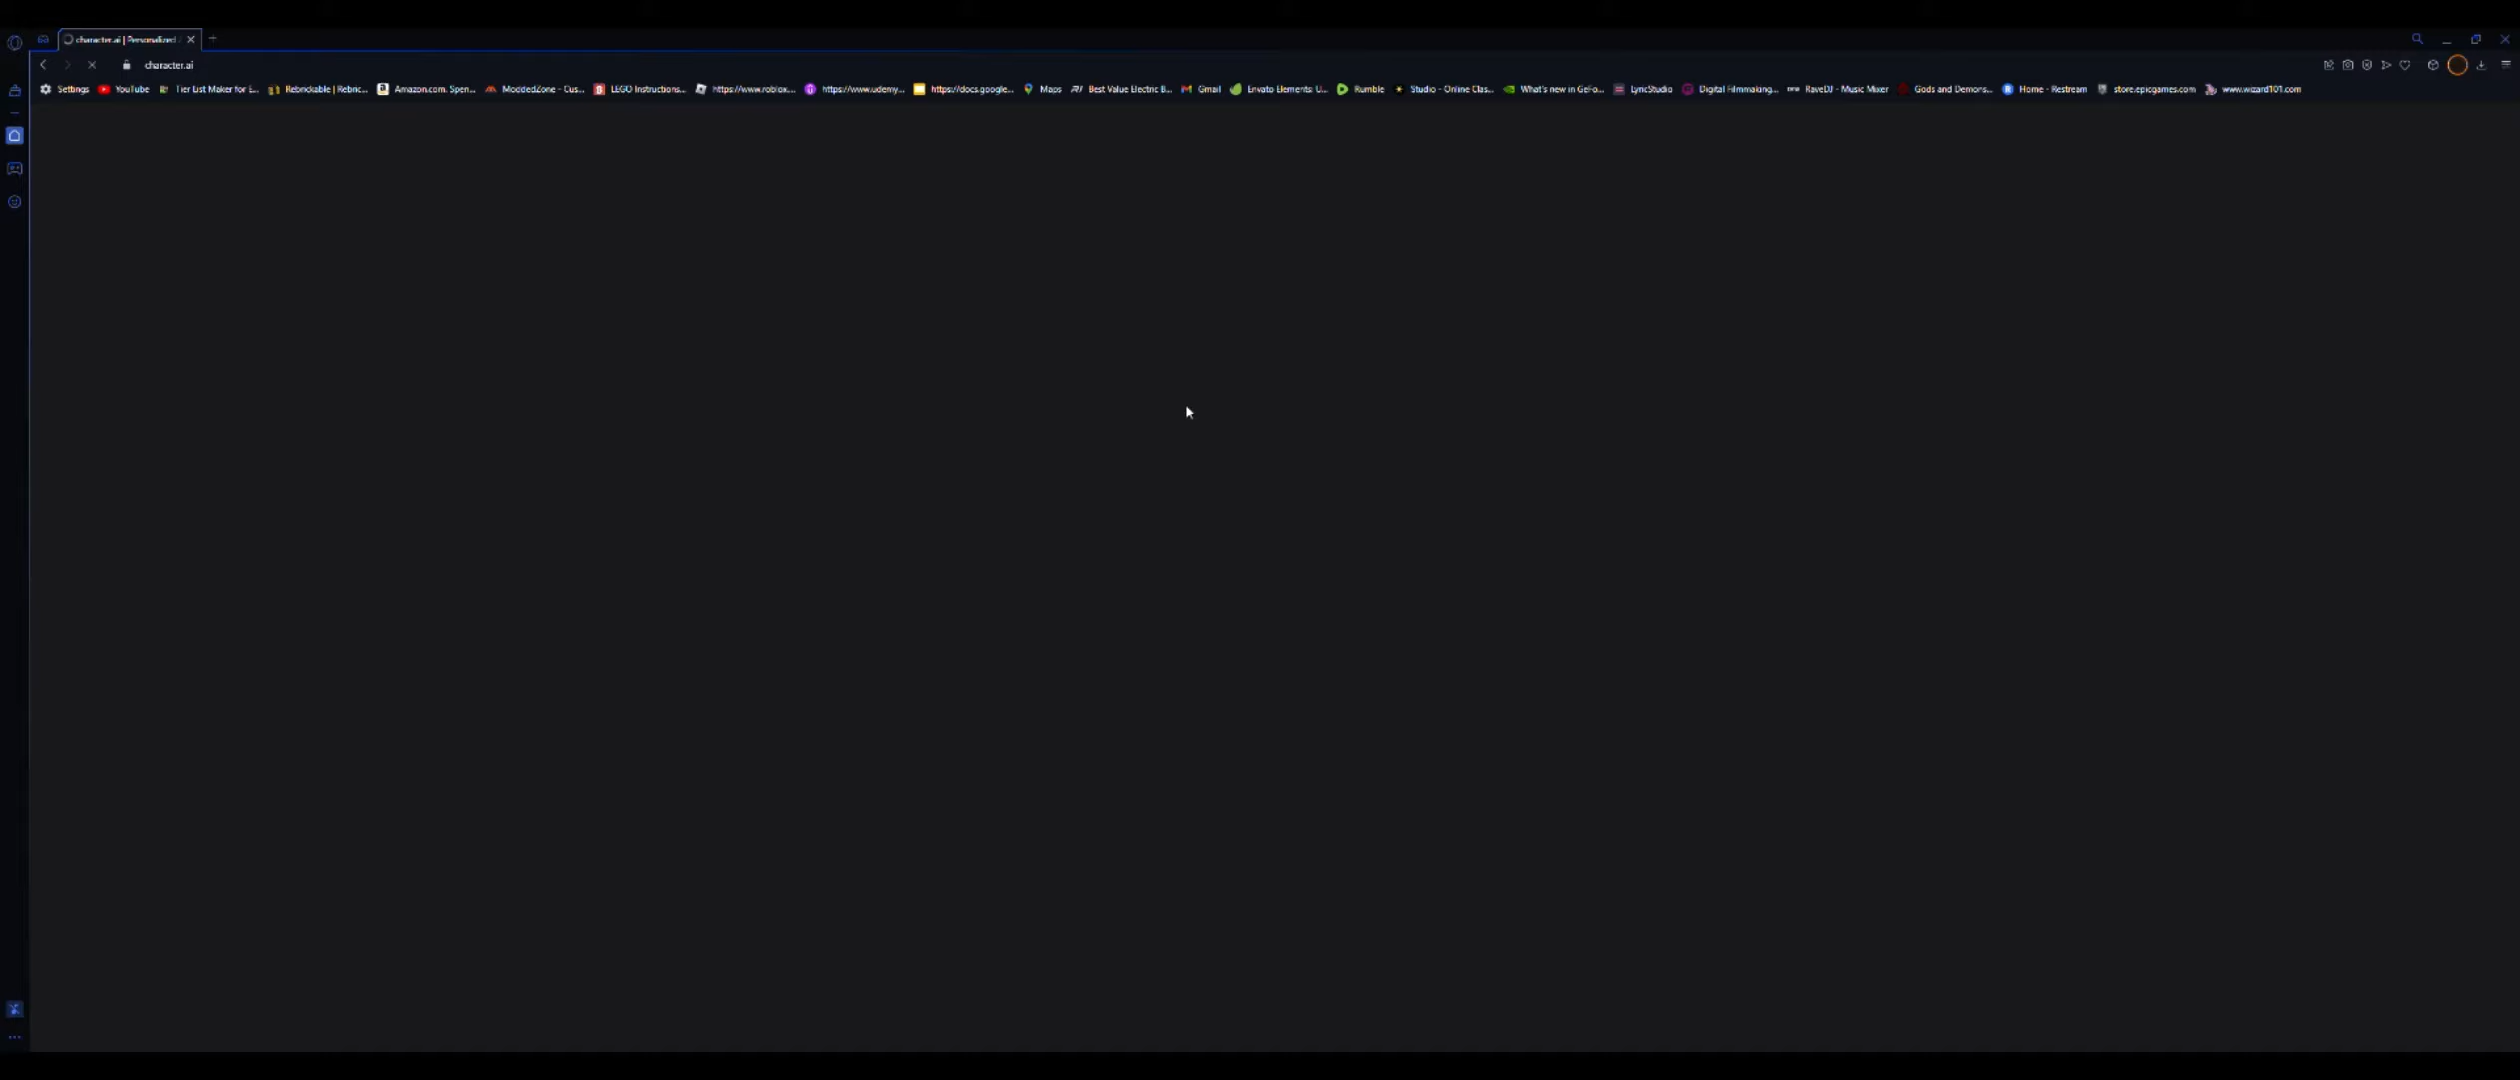 character.ai | Personalized
character.ai
Settings YouTube Tier List Maker for E... Rebrickable | Rebric... Amazon.com. Spen... ModdedZone - Cus... LEGO Instructions... https://www.roblox.... https://www.udemy... https://docs.google... Maps Best Value Electric B... Gmail Envato Elements: U... Rumble Studio - Online Clas... What's new in GeFo... LyricStudio Digital Filmmaking... RaveDJ - Music Mixer Gods and Demons... Home - Restream store.epicgames.com www.wizard101.com